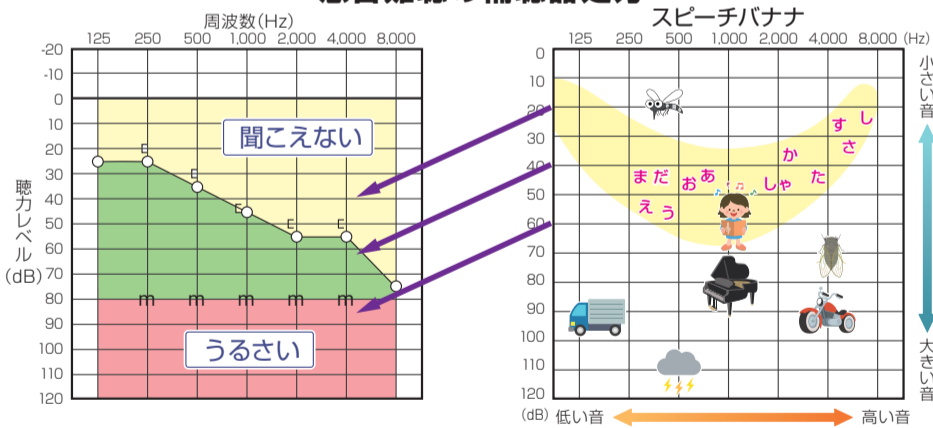 周波数(Hz)
125 250 500 1,000 2,000 4,000 8,000
-20
-10
0
10
20
30
40
50
60
70
80
90
100
110
120
聴力レベル(dB)
聞こえない
E
E
E
E
E
m m m m m
うるさい
スピーチバナナ
125 250 500 1,000 2,000 4,000 8,000 (Hz)
0
10
20
30
40
50
60
70
80
90
100
110
120
(dB)
す し
さ
か
まだ おあ しゃ た
えう
小さい音
大きい音
低い音 高い音